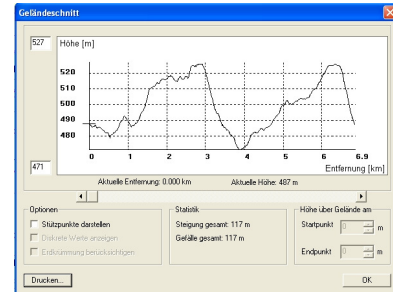 Geländeschnitt
527
Höhe [m]
520
510
500
490
480
471
0 1 2 3 4 5 6 6.9
Entfernung [km]
Aktuelle Entfernung: 0.000 km Aktuelle Höhe: 487 m
Optionen
Stützpunkte darstellen
Diskrete Werte anzeigen
Erdkrümmung berücksichtigen
Statistik
Steigung gesamt: 117 m
Gefälle gesamt: 117 m
Höhe über Gelände am
Startpunkt 0 m
Endpunkt 0 m
Drucken...
OK